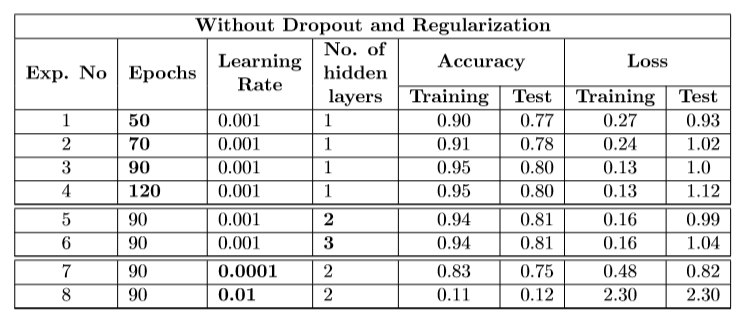 Without Dropout and Regularization
Exp. No Epochs Learning Rate No. of hidden layers Accuracy Loss
Training Test Training Test
1 50 0.001 1 0.90 0.77 0.27 0.93
2 70 0.001 1 0.91 0.78 0.24 1.02
3 90 0.001 1 0.95 0.80 0.13 1.0
4 120 0.001 1 0.95 0.80 0.13 1.12
5 90 0.001 2 0.94 0.81 0.16 0.99
6 90 0.001 3 0.94 0.81 0.16 1.04
7 90 0.0001 2 0.83 0.75 0.48 0.82
8 90 0.01 2 0.11 0.12 2.30 2.30